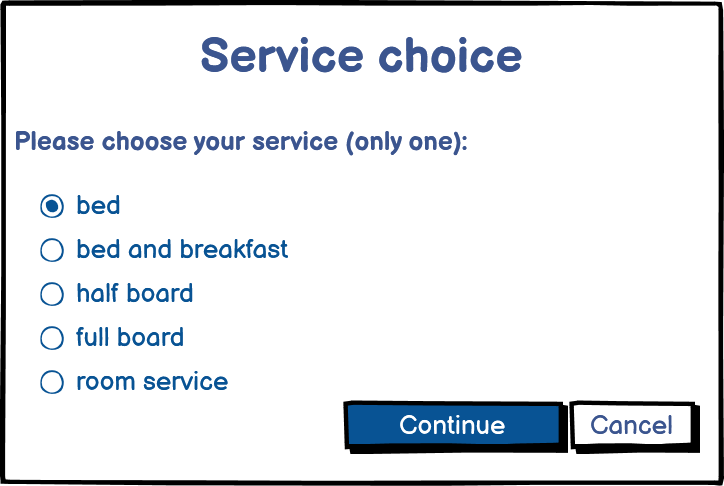 Service choice
Please choose your service (only one):
bed
bed and breakfast
half board
full board
room service
Continue
Cancel